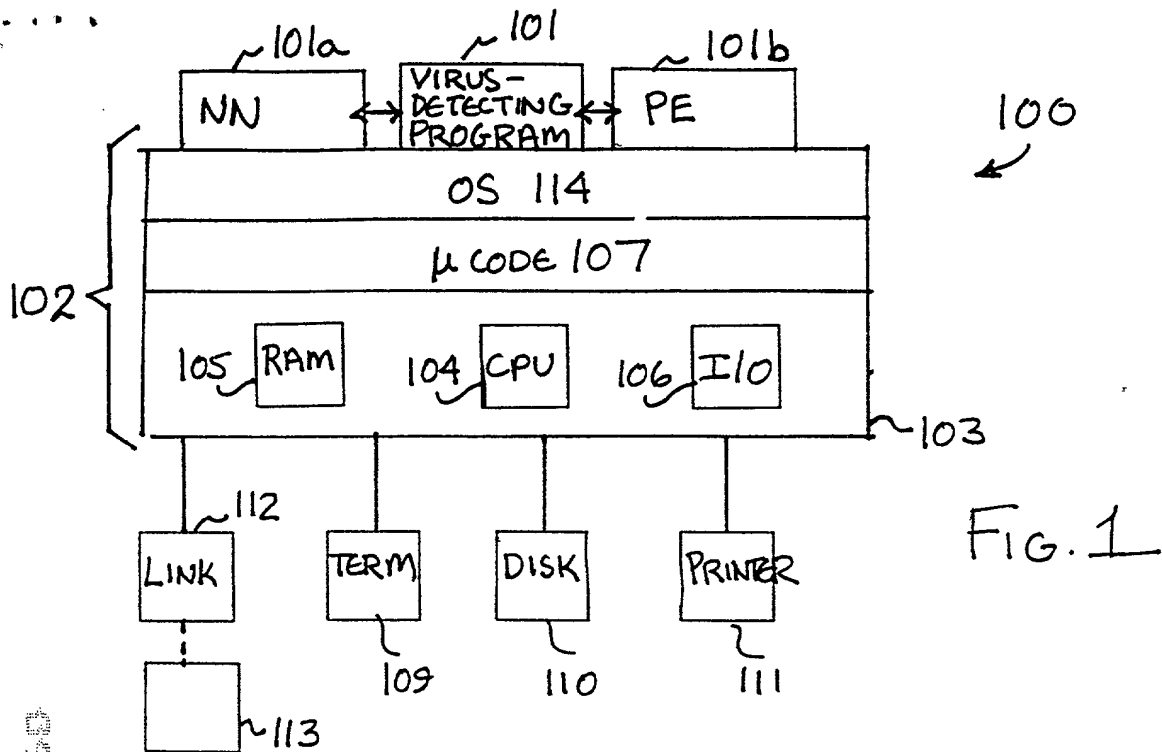 101a
101
101b
NN
VIRUS-
DETECTING
PROGRAM
PE
100
OS 114
102
μ CODE 107
105
RAM
104
CPU
106
I/O
103
112
LINK
TERM
DISK
PRINTER
FIG. 1
109
110
111
113